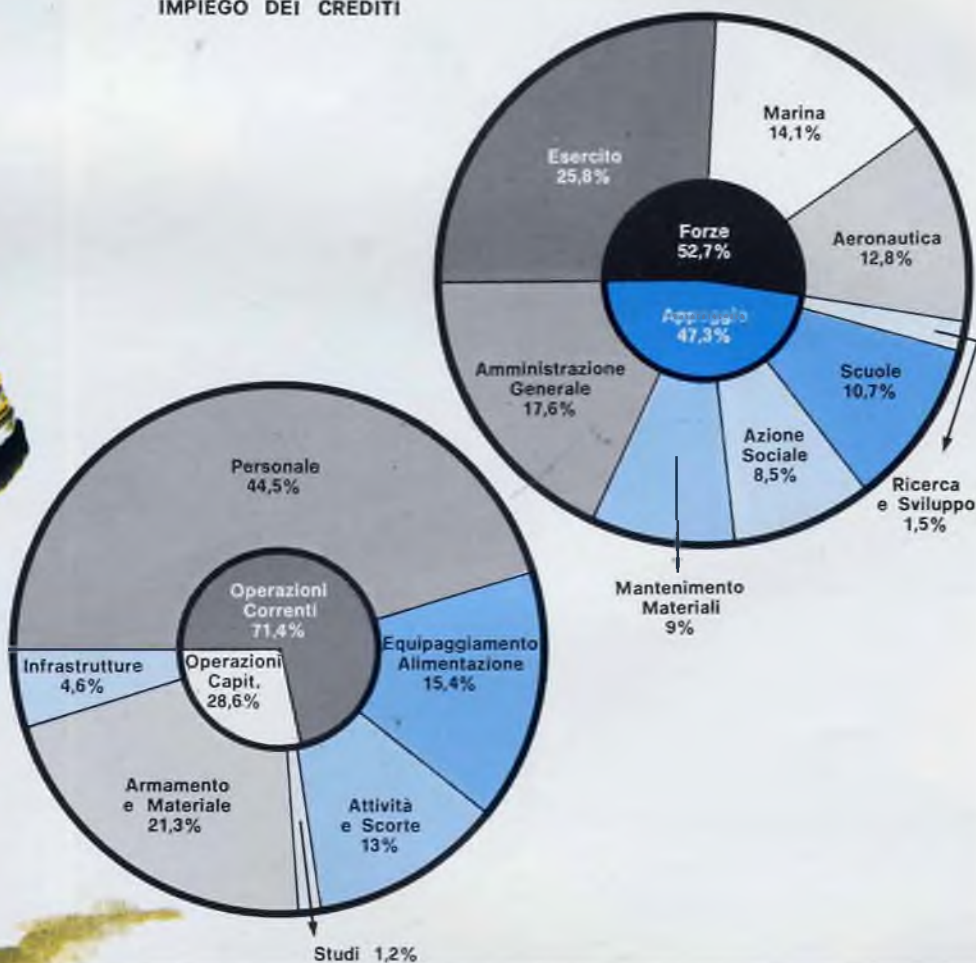 IMPIEGO DEI CREDITI
Marina
14,1%
Esercito
25,8%
Forze
52,7%
Aeronautica
12,8%
Appoggio
47,3%
Amministrazione
Generale
17,6%
Scuole
10,7%
Azione
Sociale
8,5%
Ricerca
e Sviluppo
1,5%
Mantenimento
Materiali
9%
Personale
44,5%
Operazioni
Correnti
71,4%
Equipaggiamento
Alimentazione
15,4%
Infrastrutture
4,6%
Operazioni
Capit.
28,6%
Armamento
e Materiale
21,3%
Attività
e Scorte
13%
Studi 1,2%